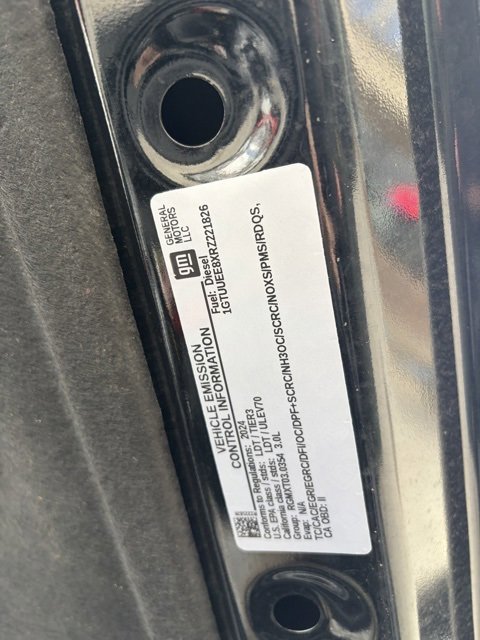 VEHICLE EMISSION
CONTROL INFORMATION
gm
GENERAL
MOTORS
LLC
Fuel: Diesel
1GTUUEE8XRZ221826
Conforms to Regulations: 2024
U.S. EPA class / stds: LDT / TIER3
California class / stds: LDT / ULEV70
Group: RGMXT03.0354 3.0L
Evap: N/A
TC/CAC/EGR/EGRC/DFI/OC/DPF+SCRC/NH3OC/SCRC/NOXS/PMS/RDQS,
CA OBD: II